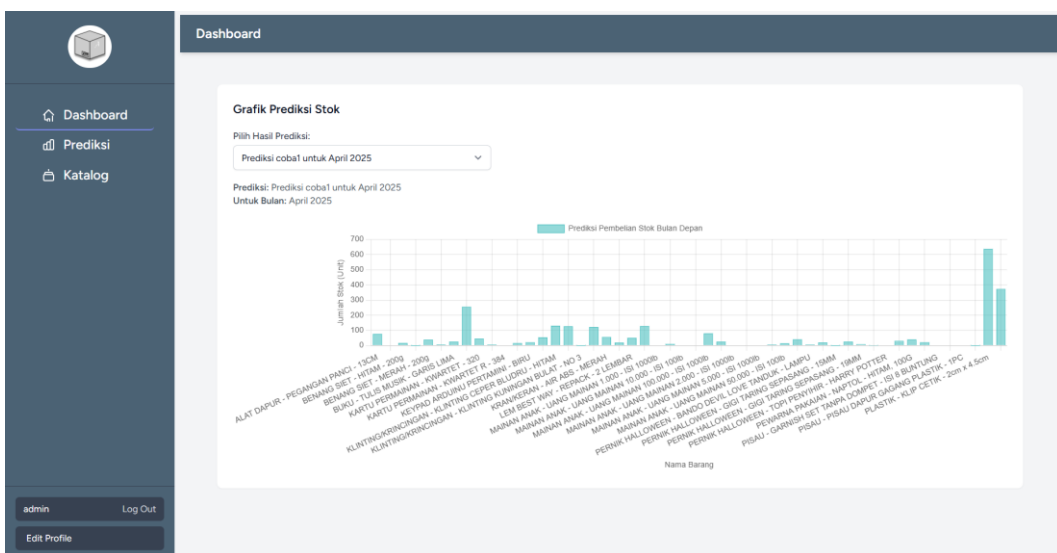 Dashboard
Dashboard
Prediksi
Katalog
admin
Log Out
Edit Profile
Grafik Prediksi Stok
Pilih Hasil Prediksi:
Prediksi coba1 untuk April 2025
Prediksi: Prediksi coba1 untuk April 2025
Untuk Bulan: April 2025
Prediksi Pembelian Stok Bulan Depan
Jumlah Stok (Unit)
700
600
500
400
300
200
100
0
ALAT DAPUR - PEGANGAN PANCI - 13CM
BENANG SIET - HITAM - 200g
BENANG SIET - MERAH - 200g
BUKU - TULIS MUSIK - GARIS LIMA
KARTU PERMAINAN - KWARTET - 320
KARTU PERMAINAN - KWARTET R - 384
KEYPAD ARDUINO PERTAMINI - BIRU
KLINTING/KRINCINGAN - KLINTING CEPER BLUDRU - HITAM
KLINTING/KRINCINGAN - KLINTING KUNINGAN BULAT - NO 3
KRAN/KERAN - AIR ABS - MERAH
LEM BEST WAY - REPACK - 2 LEMBAR
MAINAN ANAK - UANG MAINAN 1.000 - ISI 1000lb
MAINAN ANAK - UANG MAINAN 10.000 - ISI 100lb
MAINAN ANAK - UANG MAINAN 100.000 - ISI 1000lb
MAINAN ANAK - UANG MAINAN 2.000 - ISI 1000lb
MAINAN ANAK - UANG MAINAN 5.000 - ISI 1000lb
MAINAN ANAK - UANG MAINAN 50.000 - ISI 100lb
PERNIK HALLOWEEN - BANDO DEVIL LOVE TANDUK - LAMPU
PERNIK HALLOWEEN - GIGI TARING SEPASANG - 15MM
PERNIK HALLOWEEN - GIGI TARING SEPASANG - 19MM
PERNIK HALLOWEEN - TOPI PENYIHIR - HARRY POTTER
PEWARNA PAKAIAN - NAPTOL - HITAM, 100G
PISAU - GARNISH SET TANPA DOMPET - ISI 8 BUNTUNG
PISAU - PISAU DAPUR GAGANG PLASTIK - 1PC
PLASTIK - KLIP CETIK - 2cm x 4.5cm
Nama Barang